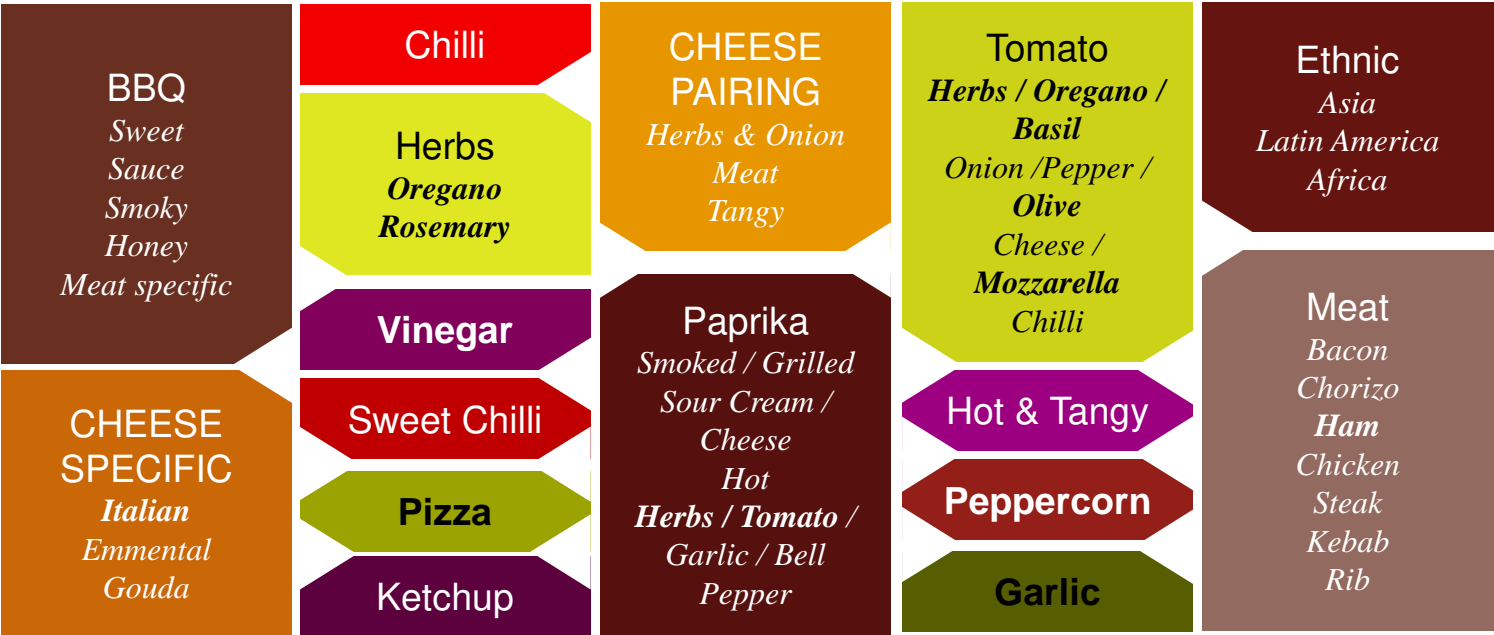 BBQ
Sweet
Sauce
Smoky
Honey
Meat specific
CHEESE
SPECIFIC
Italian
Emmental
Gouda
Chilli
Herbs
Oregano
Rosemary
Vinegar
Sweet Chilli
Pizza
Ketchup
CHEESE
PAIRING
Herbs & Onion
Meat
Tangy
Paprika
Smoked / Grilled
Sour Cream /
Cheese
Hot
Herbs / Tomato /
Garlic / Bell
Pepper
Tomato
Herbs / Oregano /
Basil
Onion /Pepper /
Olive
Cheese /
Mozzarella
Chilli
Hot & Tangy
Peppercorn
Garlic
Ethnic
Asia
Latin America
Africa
Meat
Bacon
Chorizo
Ham
Chicken
Steak
Kebab
Rib